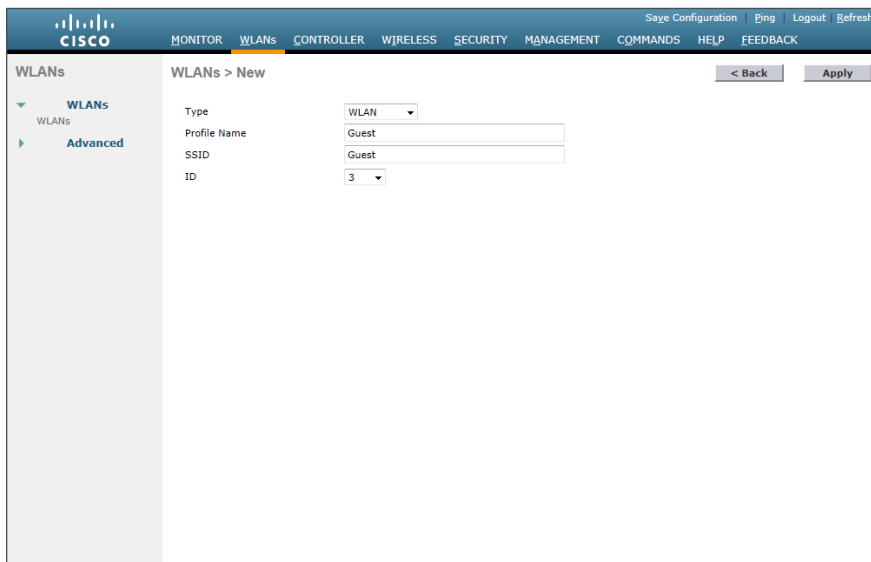 Save Configuration | Ping | Logout | Refresh
CISCO
MONITOR WLANs CONTROLLER WIRELESS SECURITY MANAGEMENT COMMANDS HELP FEEDBACK
WLANs
WLANs > New
< Back
Apply
WLANs
WLANs
Advanced
Type WLAN
Profile Name Guest
SSID Guest
ID 3